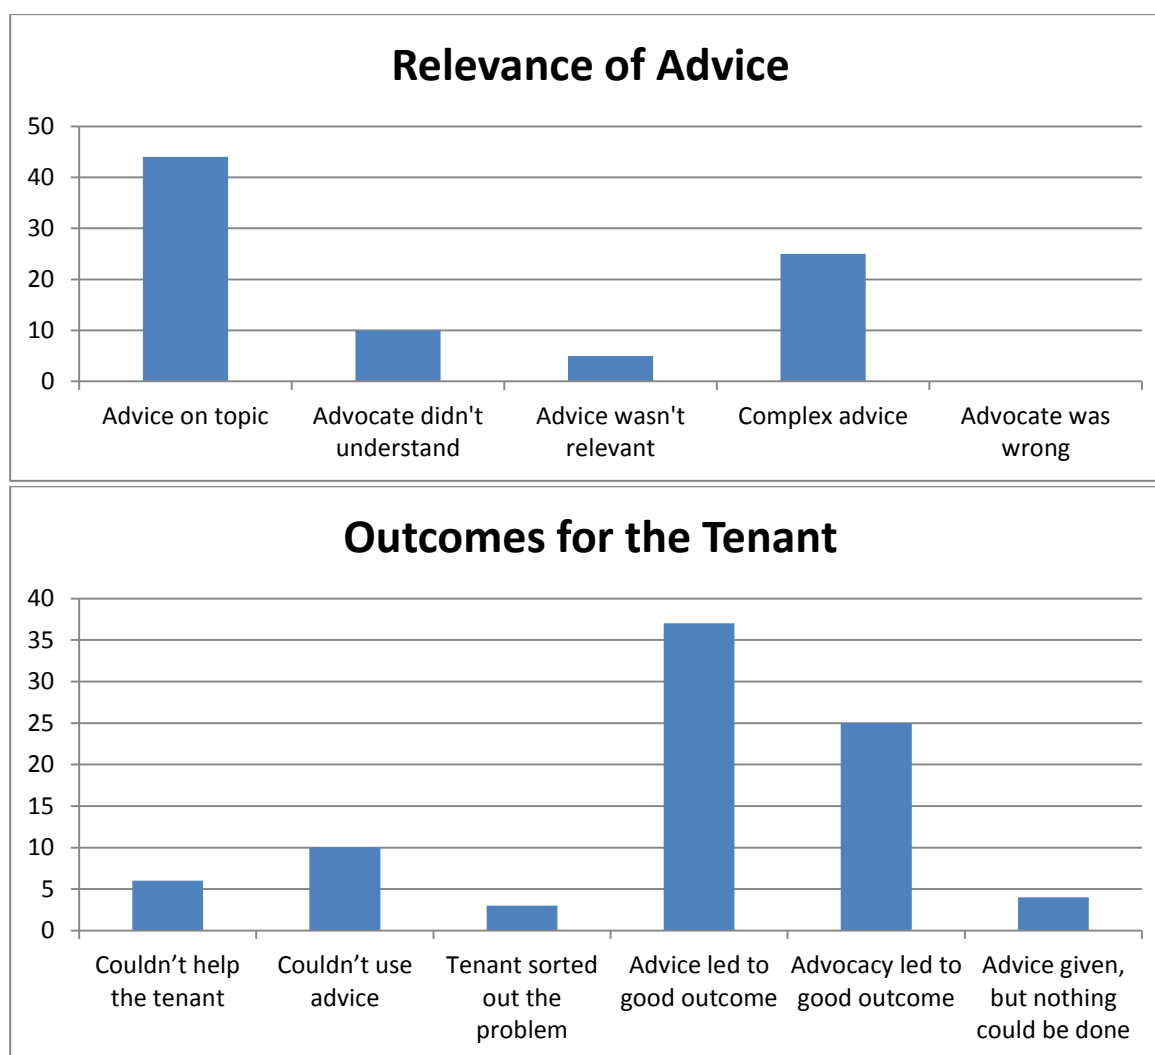 Relevance of Advice
50
40
30
20
10
0
Advice on topic
Advocate didn't
understand
Advice wasn't
relevant
Complex advice
Advocate was
wrong
Outcomes for the Tenant
40
35
30
25
20
15
10
5
0
Couldn’t help
the tenant
Couldn’t use
advice
Tenant sorted
out the
problem
Advice led to
good outcome
Advocacy led to
good outcome
Advice given,
but nothing
could be done